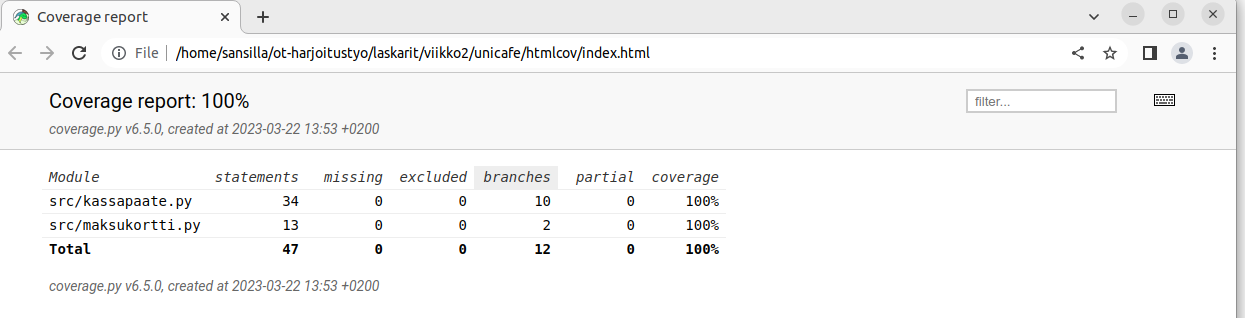 Coverage report
File /home/sansilla/ot-harjoitustyo/laskarit/viikko2/unicafe/htmlcov/index.html
Coverage report: 100%
filter...
coverage.py v6.5.0, created at 2023-03-22 13:53 +0200
Module statements missing excluded branches partial coverage
src/kassapaate.py 34 0 0 10 0 100%
src/maksukortti.py 13 0 0 2 0 100%
Total 47 0 0 12 0 100%
coverage.py v6.5.0, created at 2023-03-22 13:53 +0200